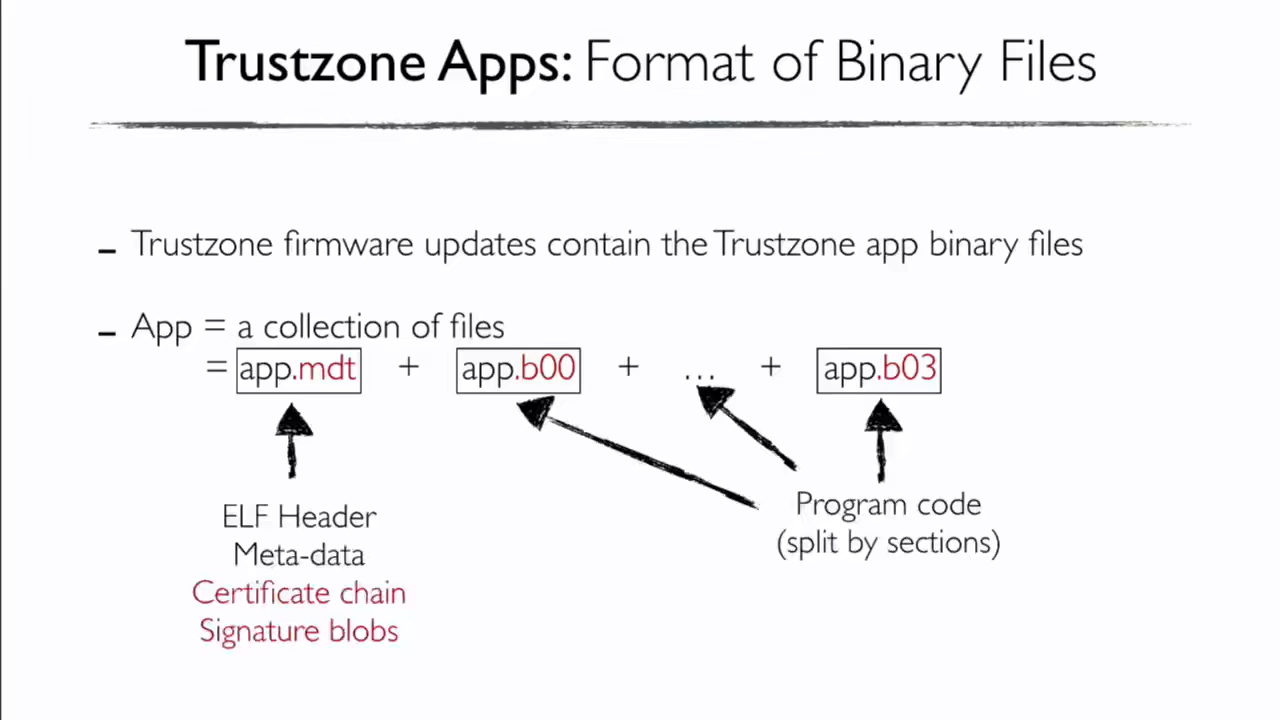 Trustzone Apps: Format of Binary Files
– Trustzone firmware updates contain the Trustzone app binary files
– App = a collection of files
= app.mdt + app.b00 + ... + app.b03
ELF Header
Meta-data
Certificate chain
Signature blobs
Program code
(split by sections)